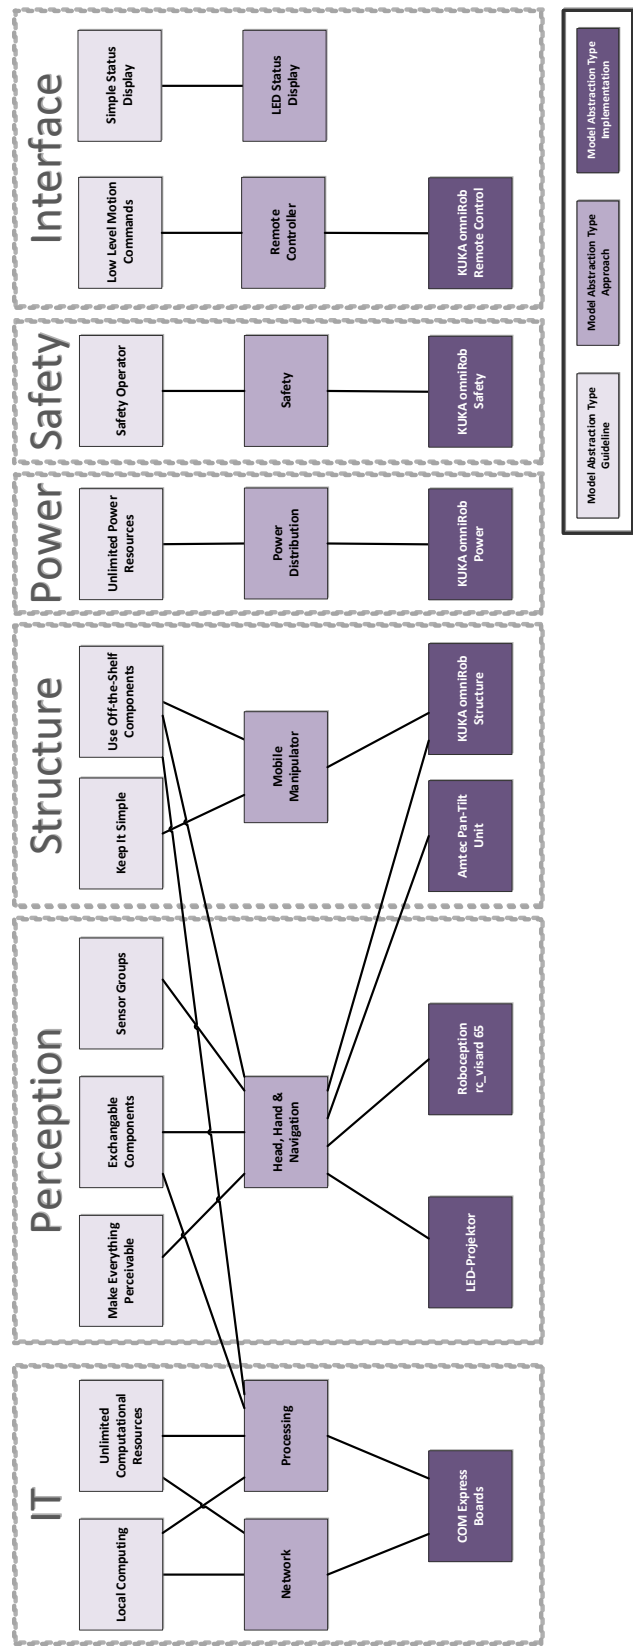 IT
Local Computing
Unlimited
Computational
Resources
Network
Processing
COM Express
Boards
Perception
Make Everything
Perceivable
Exchangable
Components
Sensor Groups
Head, Hand &
Navigation
LED-Projektor
Roboception
rc_visard 65
Structure
Keep It Simple
Use Off-the-Shelf
Components
Mobile
Manipulator
Amtec Pan-Tilt
Unit
KUKA omniRob
Structure
Power
Unlimited Power
Resources
Power
Distribution
KUKA omniRob
Power
Safety
Safety Operator
Safety
KUKA omniRob
Safety
Interface
Low Level Motion
Commands
Simple Status
Display
Remote
Controller
LED Status
Display
KUKA omniRob
Remote Control
Model Abstraction Type
Guideline
Model Abstraction Type
Approach
Model Abstraction Type
Implementation